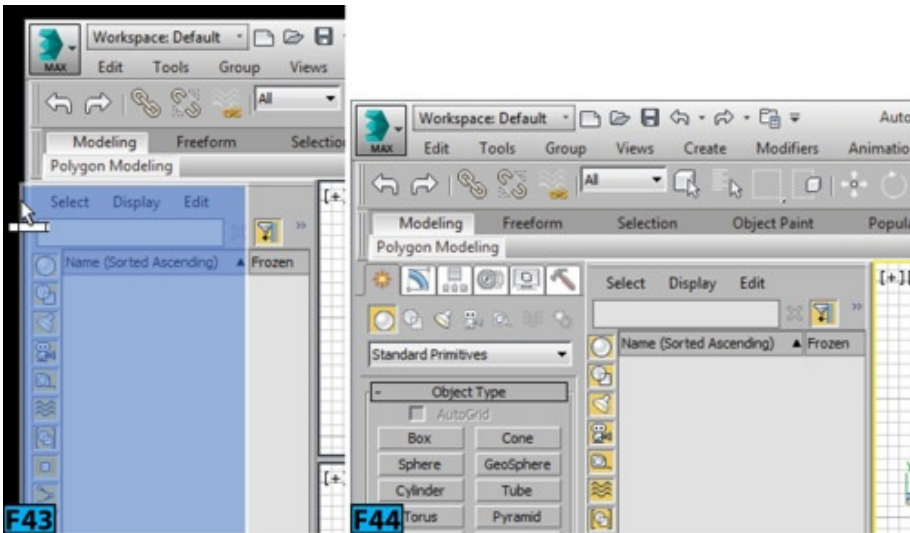 Workspace: Default
MAX
Edit Tools Group Views
All
Modeling Freeform Selection
Polygon Modeling
Select Display Edit
Name (Sorted Ascending) Frozen
[+]
[+]
F43
Workspace: Default
Auto
MAX
Edit Tools Group Views Create Modifiers Animatio
All
Modeling Freeform Selection Object Paint Popula
Polygon Modeling
Select Display Edit
[+]
Standard Primitives
Name (Sorted Ascending) Frozen
- Object Type
AutoGrid
Box Cone
Sphere GeoSphere
Cylinder Tube
Torus Pyramid
F44